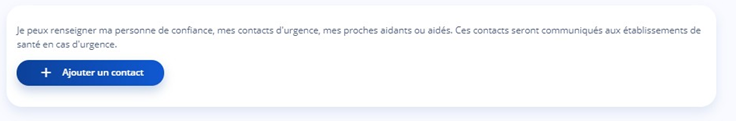 Je peux renseigner ma personne de confiance, mes contacts d'urgence, mes proches aidants ou aidés. Ces contacts seront communiqués aux établissements de
santé en cas d'urgence.
+ Ajouter un contact